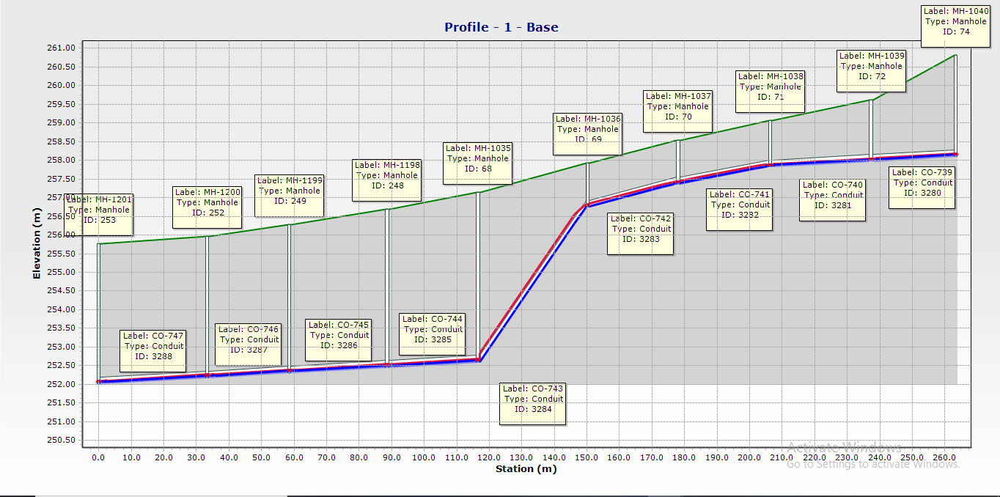 Profile - 1 - Base
Label: MH-1040
Type: Manhole
ID: 74
Label: MH-1039
Type: Manhole
ID: 72
Label: MH-1038
Type: Manhole
ID: 71
Label: MH-1037
Type: Manhole
ID: 70
Label: MH-1036
Type: Manhole
ID: 69
Label: MH-1035
Type: Manhole
ID: 68
Label: MH-1198
Type: Manhole
ID: 248
Label: MH-1199
Type: Manhole
ID: 249
Label: MH-1200
Type: Manhole
ID: 252
Label: MH-1201
Type: Manhole
ID: 253
Label: CO-739
Type: Conduit
ID: 3280
Label: CO-740
Type: Conduit
ID: 3281
Label: CO-741
Type: Conduit
ID: 3282
Label: CO-742
Type: Conduit
ID: 3283
Label: CO-743
Type: Conduit
ID: 3284
Label: CO-744
Type: Conduit
ID: 3285
Label: CO-745
Type: Conduit
ID: 3286
Label: CO-746
Type: Conduit
ID: 3287
Label: CO-747
Type: Conduit
ID: 3288
261.00
260.50
260.00
259.50
259.00
258.50
258.00
257.50
257.00
256.50
256.00
255.50
255.00
254.50
254.00
253.50
253.00
252.50
252.00
251.50
251.00
250.50
Elevation (m)
0.0 10.0 20.0 30.0 40.0 50.0 60.0 70.0 80.0 90.0 100.0 110.0 120.0 130.0 140.0 150.0 160.0 170.0 180.0 190.0 200.0 210.0 220.0 230.0 240.0 250.0 260.0
Station (m)
Activate Windows
Go to Settings to activate Windows.